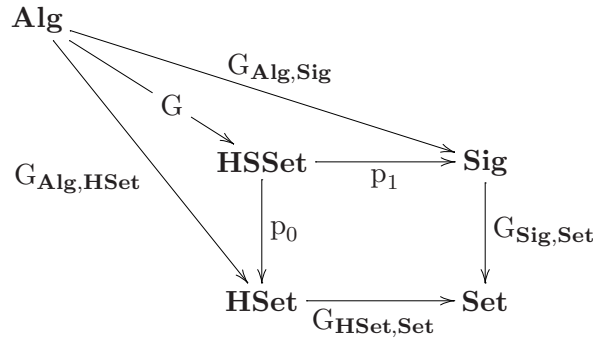 Alg
G_Alg,Sig
G
HSSet
Sig
G_Alg,HSet
p_1
p_0
G_Sig,Set
HSet
Set
G_HSet,Set